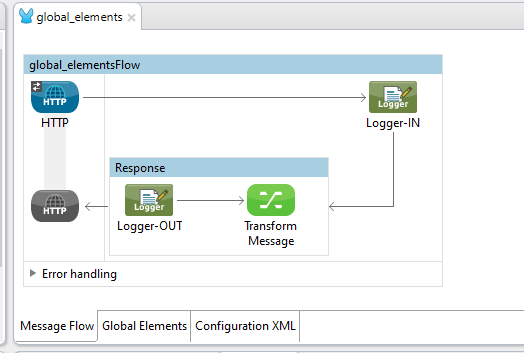 global_elements
global_elementsFlow
HTTP
Logger
HTTP
Logger-IN
Response
HTTP
Logger
Logger-OUT
Transform
Message
Error handling
Message Flow
Global Elements
Configuration XML